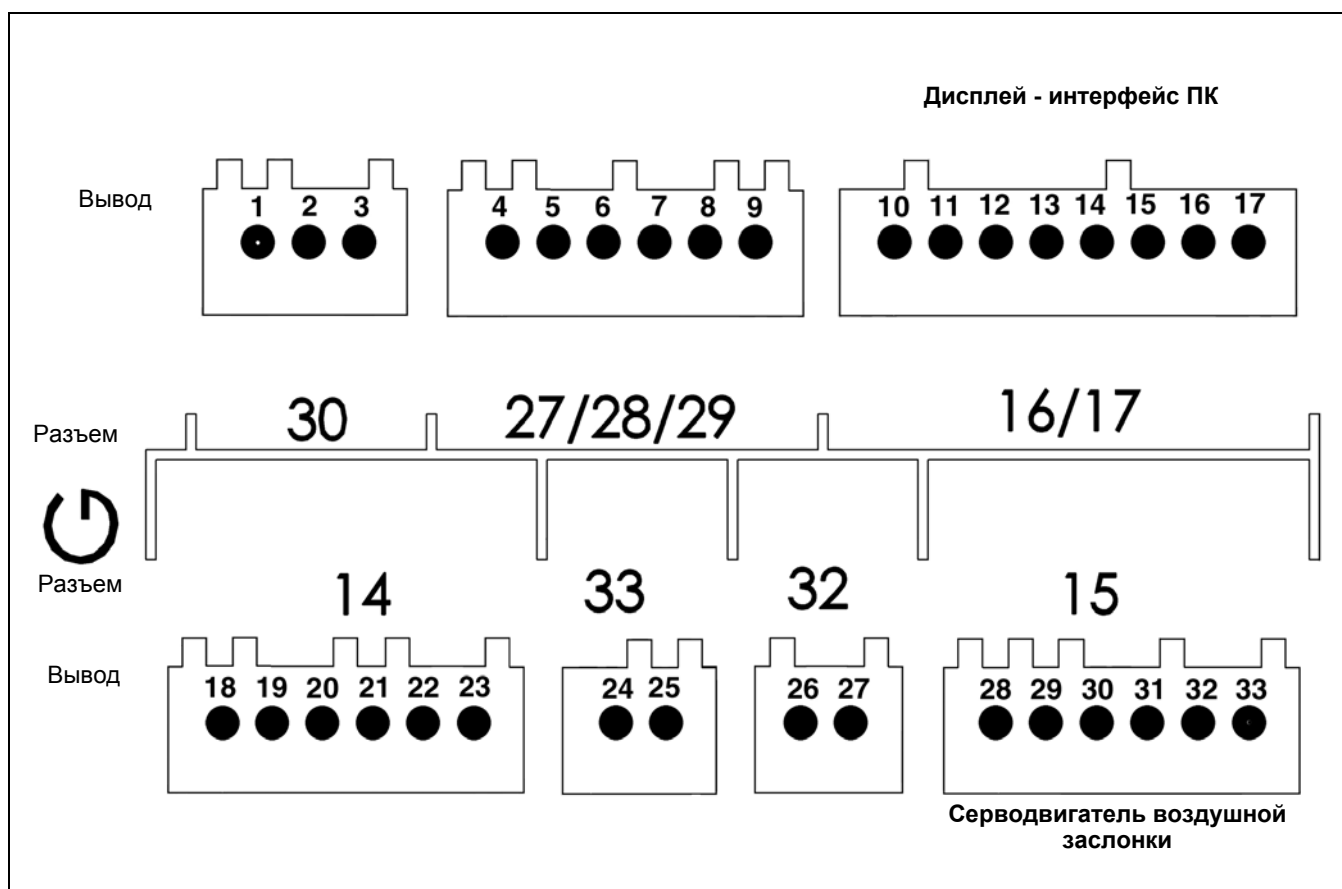 Дисплей - интерфейс ПК
Вывод
1 2 3 4 5 6 7 8 9 10 11 12 13 14 15 16 17
Разъем
30 27/28/29 16/17
Разъем
14 33 32 15
Вывод
18 19 20 21 22 23 24 25 26 27 28 29 30 31 32 33
Серводвигатель воздушной
заслонки